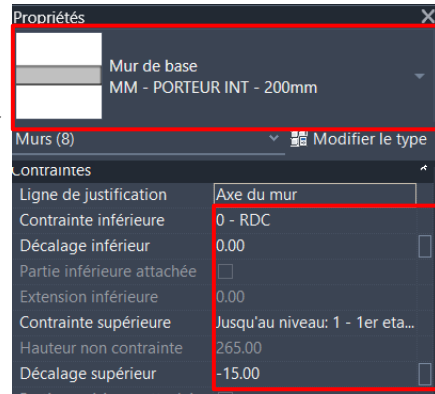 Propriétés
Mur de base
MM - PORTEUR INT - 200mm
Murs (8)
Modifier le type
Contraintes
Ligne de justification Axe du mur
Contrainte inférieure 0 - RDC
Décalage inférieur 0.00
Partie inférieure attachée
Extension inférieure 0.00
Contrainte supérieure Jusqu'au niveau: 1 - 1er eta...
Hauteur non contrainte 265.00
Décalage supérieur -15.00